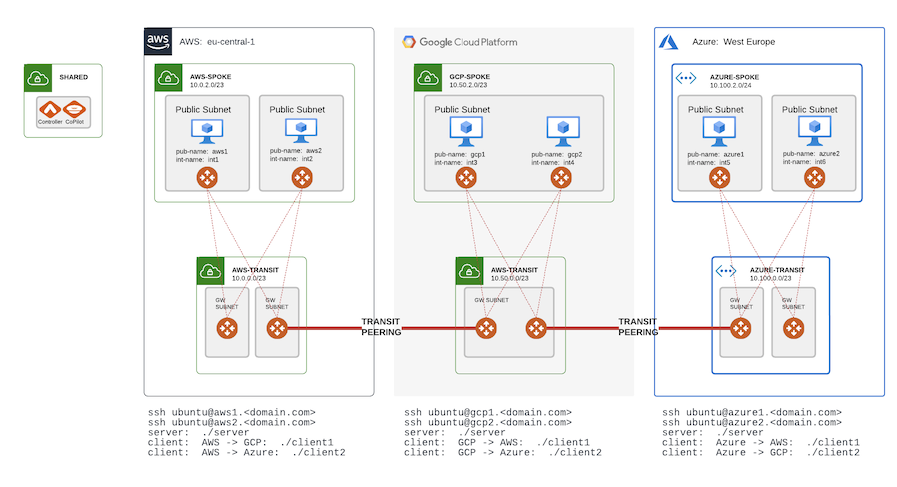 aws
AWS: eu-central-1
Google Cloud Platform
Azure: West Europe
SHARED
Controller CoPilot
AWS-SPOKE
10.0.2.0/23
Public Subnet
Public Subnet
pub-name: aws1
int-name: int1
pub-name: aws2
int-name: int2
GCP-SPOKE
10.50.2.0/23
Public Subnet
pub-name: gcp1
int-name: int3
pub-name: gcp2
int-name: int4
AZURE-SPOKE
10.100.2.0/24
Public Subnet
Public Subnet
pub-name: azure1
int-name: int5
pub-name: azure2
int-name: int6
AWS-TRANSIT
10.0.0.0/23
GW
SUBNET
GW
SUBNET
AWS-TRANSIT
10.50.0.0/23
GW SUBNET
AZURE-TRANSIT
10.100.0.0/23
GW
SUBNET
GW
SUBNET
TRANSIT
PEERING
TRANSIT
PEERING
ssh ubuntu@aws1.<domain.com>
ssh ubuntu@aws2.<domain.com>
server: ./server
client: AWS -> GCP: ./client1
client: AWS -> Azure: ./client2
ssh ubuntu@gcp1.<domain.com>
ssh ubuntu@gcp2.<domain.com>
server: ./server
client: GCP -> AWS: ./client1
client: GCP -> Azure: ./client2
ssh ubuntu@azure1.<domain.com>
ssh ubuntu@azure2.<domain.com>
server: ./server
client: Azure -> AWS: ./client1
client: Azure -> GCP: ./client2